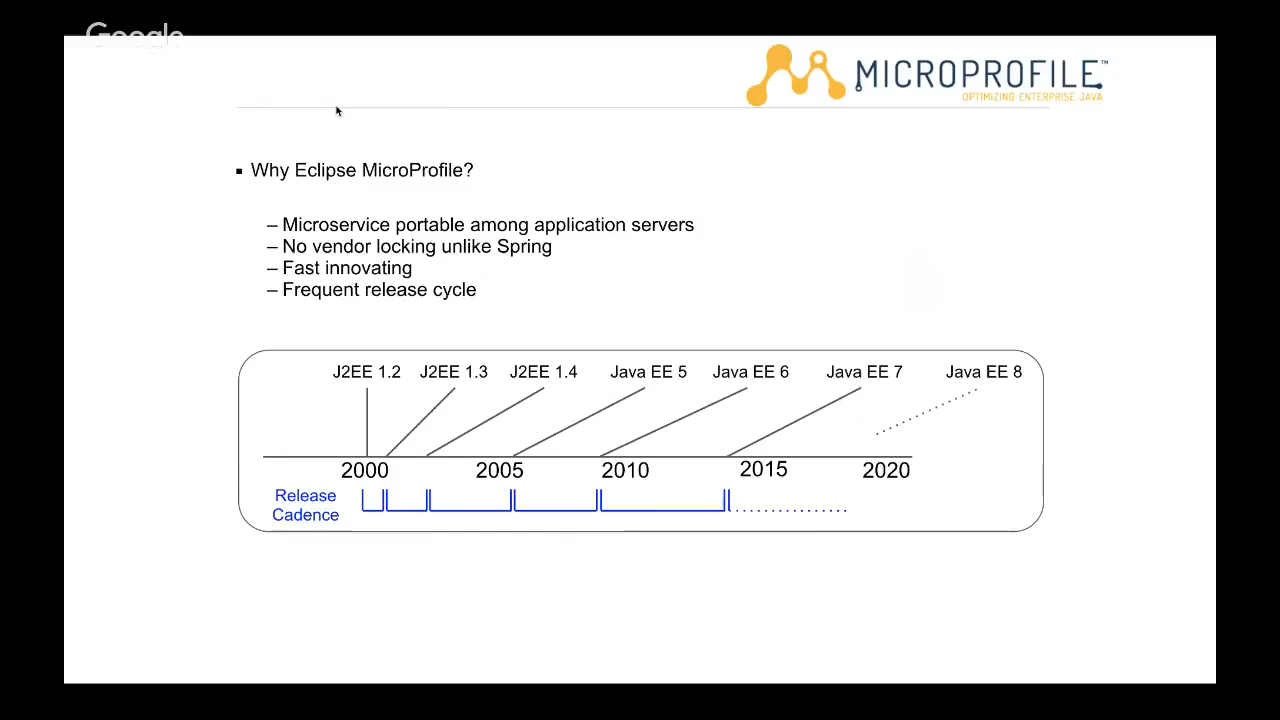 Google
MICROPROFILE™
OPTIMIZING ENTERPRISE JAVA
▪ Why Eclipse MicroProfile?
– Microservice portable among application servers
– No vendor locking unlike Spring
– Fast innovating
– Frequent release cycle
J2EE 1.2 J2EE 1.3 J2EE 1.4 Java EE 5 Java EE 6 Java EE 7 Java EE 8
2000 2005 2010 2015 2020
Release
Cadence